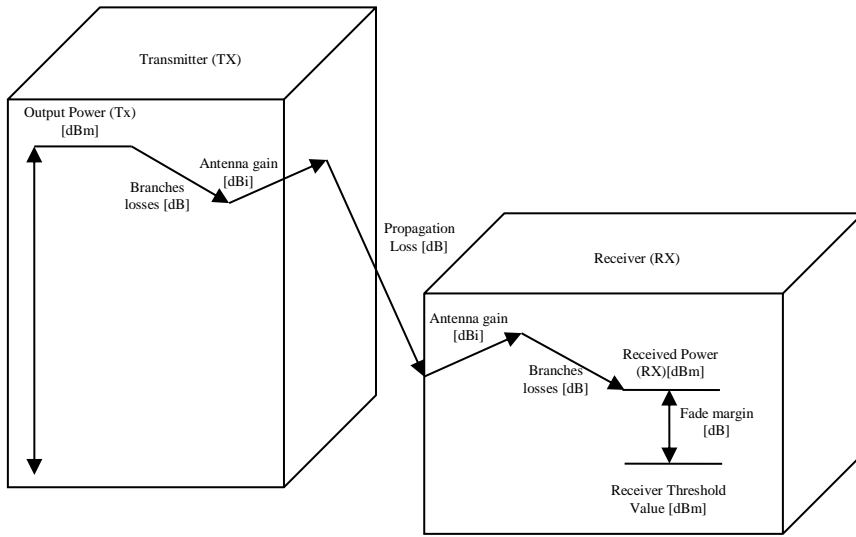 Transmitter (TX)
Output Power (Tx)
[dBm]
Antenna gain
[dBi]
Branches
losses [dB]
Propagation
Loss [dB]
Receiver (RX)
Antenna gain
[dBi]
Branches
losses [dB]
Received Power
(RX)[dBm]
Fade margin
[dB]
Receiver Threshold
Value [dBm]